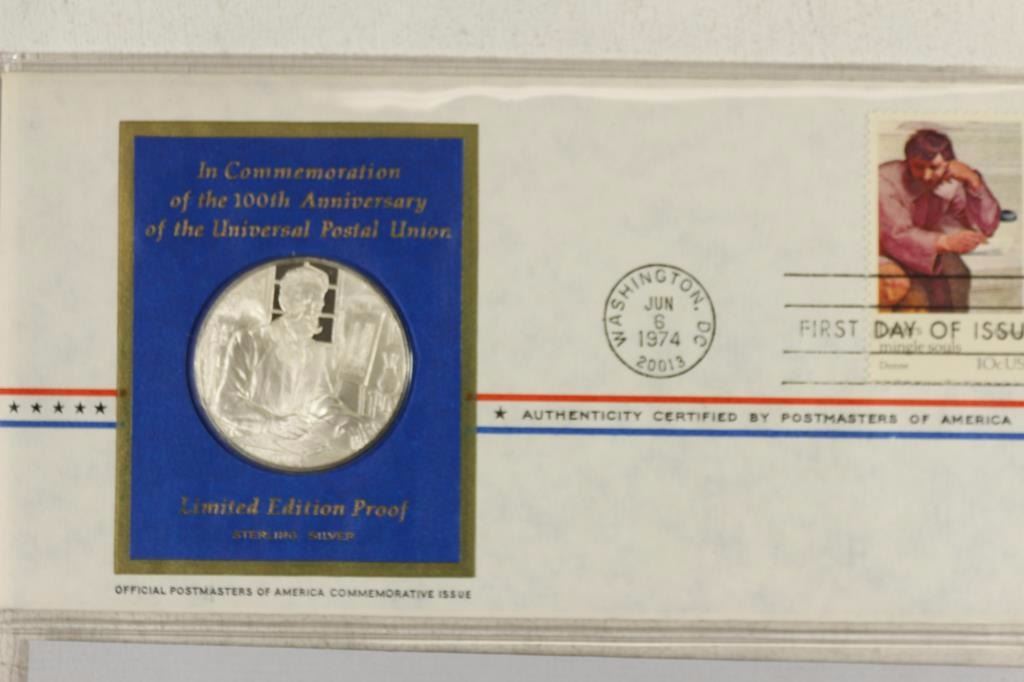 In Commemoration
of the 100th Anniversary
of the Universal Postal Union
Limited Edition Proof
STERLING SILVER
OFFICIAL POSTMASTERS OF AMERICA COMMEMORATIVE ISSUE
WASHINGTON, DC
JUN
6
1974
20013
FIRST DAY OF ISSU
mingle souls
Donne 10c US
★ AUTHENTICITY CERTIFIED BY POSTMASTERS OF AMERICA